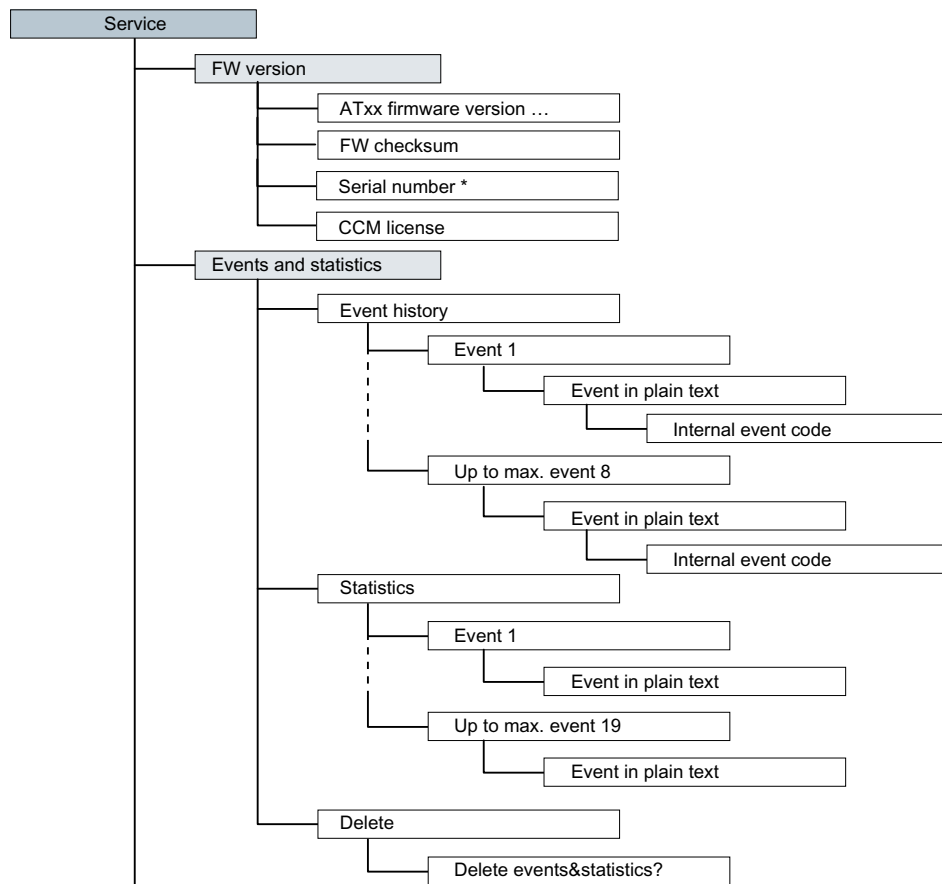 Service
FW version
ATxx firmware version …
FW checksum
Serial number *
CCM license
Events and statistics
Event history
Event 1
Event in plain text
Internal event code
Up to max. event 8
Event in plain text
Internal event code
Statistics
Event 1
Event in plain text
Up to max. event 19
Event in plain text
Delete
Delete events&statistics?